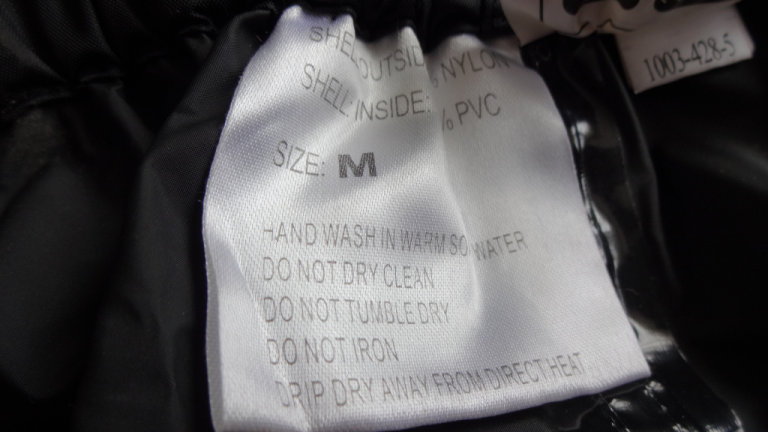 SHELL OUTSIDE NYLON
SHELL INSIDE: % PVC
SIZE: M
HAND WASH IN WARM WATER
DO NOT DRY CLEAN
DO NOT TUMBLE DRY
DO NOT IRON
DRIP DRY AWAY FROM DIRECT HEAT
1003-428-5